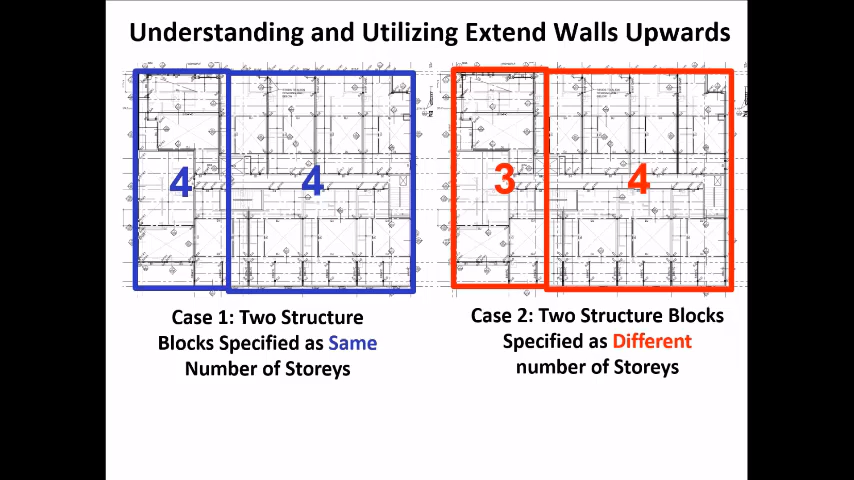 Understanding and Utilizing Extend Walls Upwards
4
4
3
4
Case 1: Two Structure
Blocks Specified as Same
Number of Storeys
Case 2: Two Structure Blocks
Specified as Different
number of Storeys